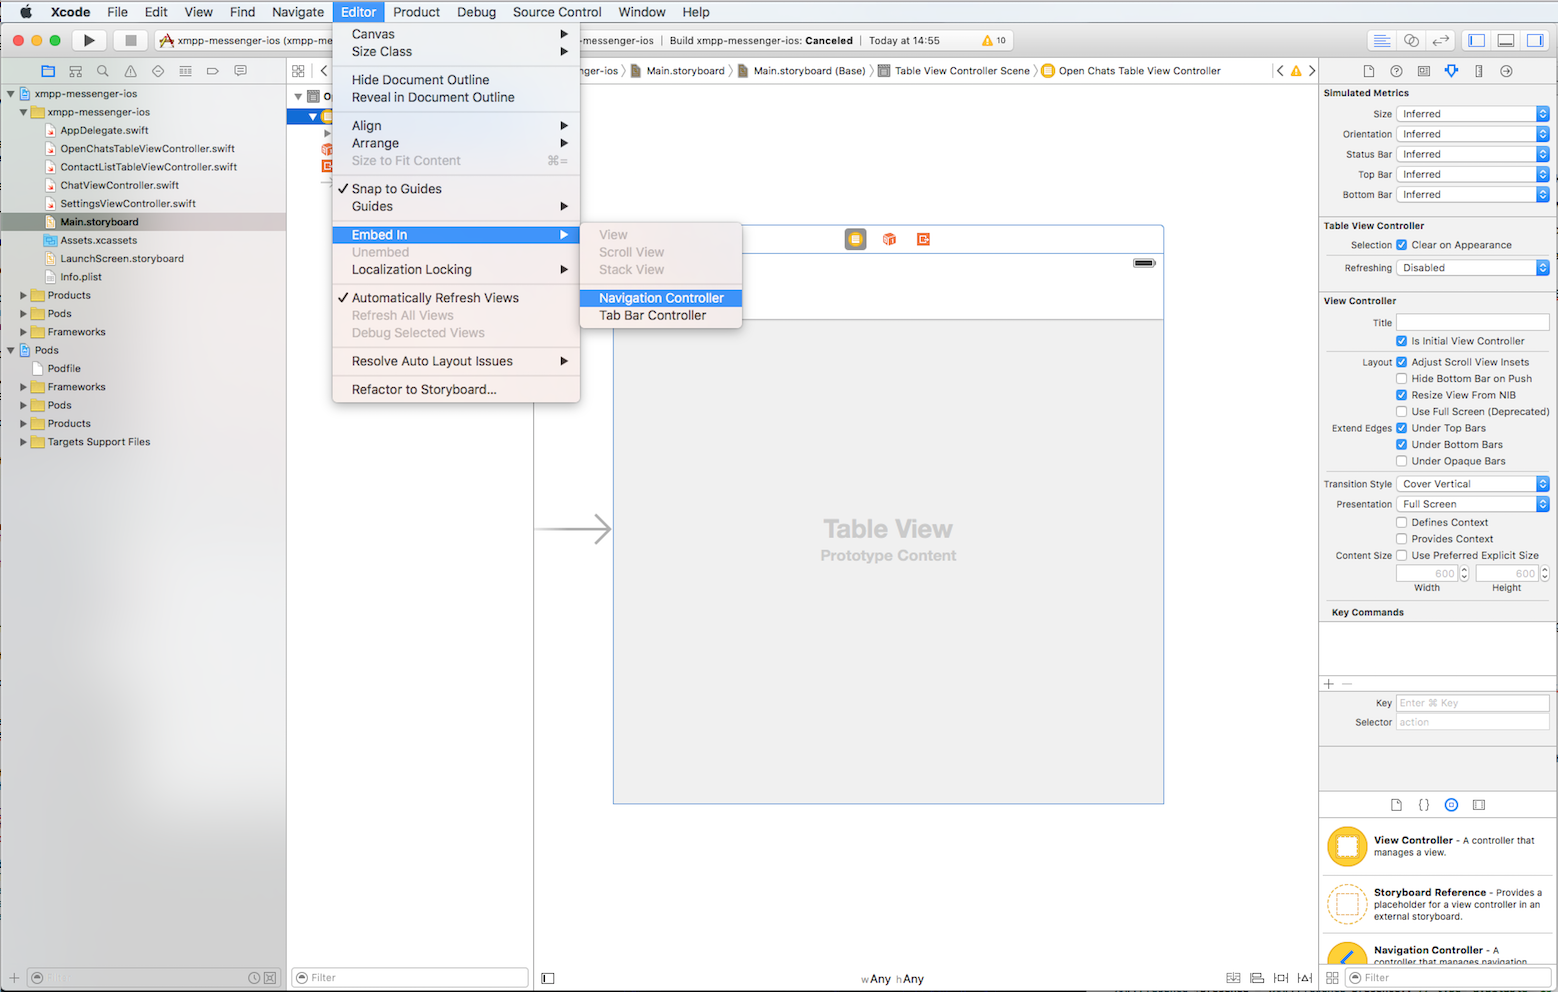 Xcode File Edit View Find Navigate Editor Product Debug Source Control Window Help
xmpp-messenger-ios (xmpp-me
-messenger-ios | Build xmpp-messenger-ios: Canceled | Today at 14:55
10
nger-ios Main.storyboard Main.storyboard (Base) Table View Controller Scene Open Chats Table View Controller
xmpp-messenger-ios
xmpp-messenger-ios
AppDelegate.swift
OpenChatsTableViewController.swift
ContactListTableViewController.swift
ChatViewController.swift
SettingsViewController.swift
Main.storyboard
Assets.xcassets
LaunchScreen.storyboard
Info.plist
Products
Pods
Frameworks
Pods
Podfile
Frameworks
Pods
Products
Targets Support Files
Filter
Op
Filter
Canvas
Size Class
Hide Document Outline
Reveal in Document Outline
Align
Arrange
Size to Fit Content ⌘=
✓ Snap to Guides
Guides
Embed In
Unembed
Localization Locking
✓ Automatically Refresh Views
Refresh All Views
Debug Selected Views
Resolve Auto Layout Issues
Refactor to Storyboard...
View
Scroll View
Stack View
Navigation Controller
Tab Bar Controller
Table View
Prototype Content
wAny hAny
Simulated Metrics
Size Inferred
Orientation Inferred
Status Bar Inferred
Top Bar Inferred
Bottom Bar Inferred
Table View Controller
Selection Clear on Appearance
Refreshing Disabled
View Controller
Title
Is Initial View Controller
Layout Adjust Scroll View Insets
Hide Bottom Bar on Push
Resize View From NIB
Use Full Screen (Deprecated)
Extend Edges Under Top Bars
Under Bottom Bars
Under Opaque Bars
Transition Style Cover Vertical
Presentation Full Screen
Defines Context
Provides Context
Content Size Use Preferred Explicit Size
600 600
Width Height
Key Commands
Key Enter ⌘ Key
Selector action
View Controller - A controller that
manages a view.
Storyboard Reference - Provides a
placeholder for a view controller in an
external storyboard.
Navigation Controller - A
controller that manages navigation
Filter